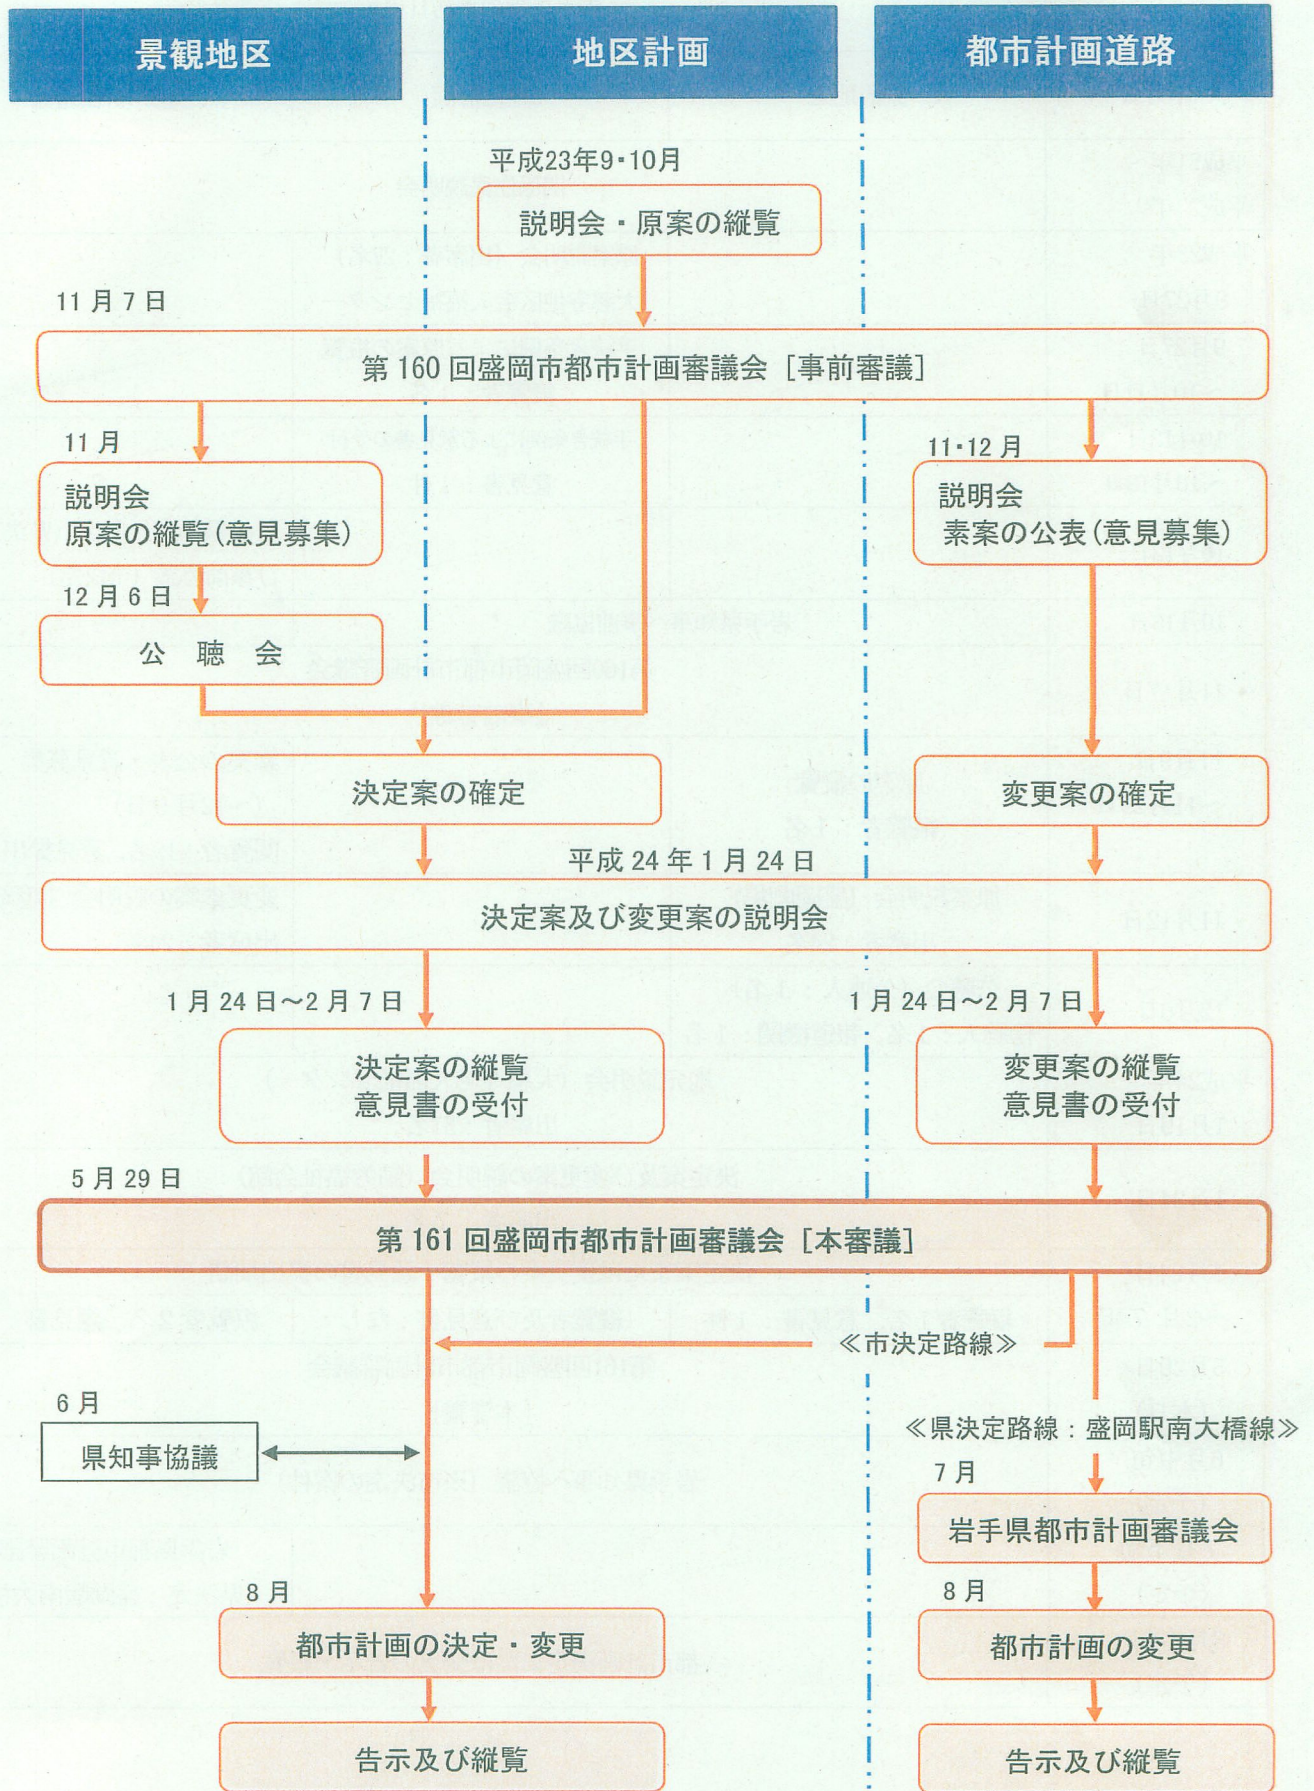 景観地区
地区計画
都市計画道路
平成23年9・10月
説明会・原案の縦覧
11月7日
第160回盛岡市都市計画審議会[事前審議]
11月
説明会
原案の縦覧(意見募集)
11・12月
説明会
素案の公表(意見募集)
12月6日
公 聴 会
決定案の確定
変更案の確定
平成24年1月24日
決定案及び変更案の説明会
1月24日~2月7日
1月24日~2月7日
決定案の縦覧
意見書の受付
変更案の縦覧
意見書の受付
5月29日
第161回盛岡市都市計画審議会[本審議]
≪市決定路線≫
6月
県知事協議
≪県決定路線:盛岡駅南大橋線≫
7月
岩手県都市計画審議会
8月
都市計画の決定・変更
8月
都市計画の変更
告示及び縦覧
告示及び縦覧